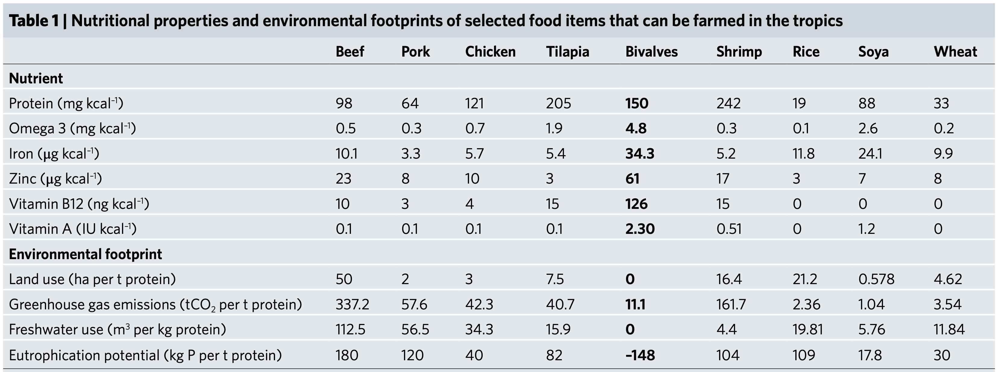 Table 1 | Nutritional properties and environmental footprints of selected food items that can be farmed in the tropics
Beef Pork Chicken Tilapia Bivalves Shrimp Rice Soya Wheat
Nutrient
Protein (mg kcal⁻¹) 98 64 121 205 150 242 19 88 33
Omega 3 (mg kcal⁻¹) 0.5 0.3 0.7 1.9 4.8 0.3 0.1 2.6 0.2
Iron (μg kcal⁻¹) 10.1 3.3 5.7 5.4 34.3 5.2 11.8 24.1 9.9
Zinc (μg kcal⁻¹) 23 8 10 3 61 17 3 7 8
Vitamin B12 (ng kcal⁻¹) 10 3 4 15 126 15 0 0 0
Vitamin A (IU kcal⁻¹) 0.1 0.1 0.1 0.1 2.30 0.51 0 1.2 0
Environmental footprint
Land use (ha per t protein) 50 2 3 7.5 0 16.4 21.2 0.578 4.62
Greenhouse gas emissions (tCO₂ per t protein) 337.2 57.6 42.3 40.7 11.1 161.7 2.36 1.04 3.54
Freshwater use (m³ per kg protein) 112.5 56.5 34.3 15.9 0 4.4 19.81 5.76 11.84
Eutrophication potential (kg P per t protein) 180 120 40 82 –148 104 109 17.8 30